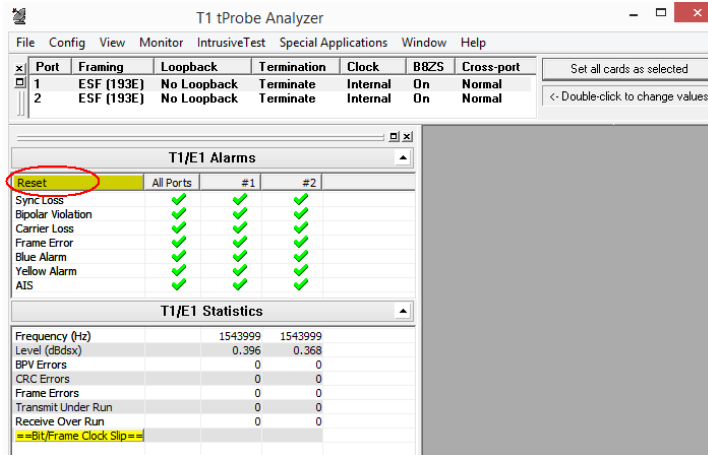 T1 tProbe Analyzer
File Config View Monitor IntrusiveTest Special Applications Window Help
Port Framing Loopback Termination Clock B8ZS Cross-port
1 ESF (193E) No Loopback Terminate Internal On Normal
2 ESF (193E) No Loopback Terminate Internal On Normal
Set all cards as selected
<- Double-click to change values
T1/E1 Alarms
Reset All Ports #1 #2
Sync Loss
Bipolar Violation
Carrier Loss
Frame Error
Blue Alarm
Yellow Alarm
AIS
T1/E1 Statistics
Frequency (Hz) 1543999 1543999
Level (dBdsx) 0.396 0.368
BPV Errors 0 0
CRC Errors 0 0
Frame Errors 0 0
Transmit Under Run 0 0
Receive Over Run 0 0
==Bit/Frame Clock Slip==